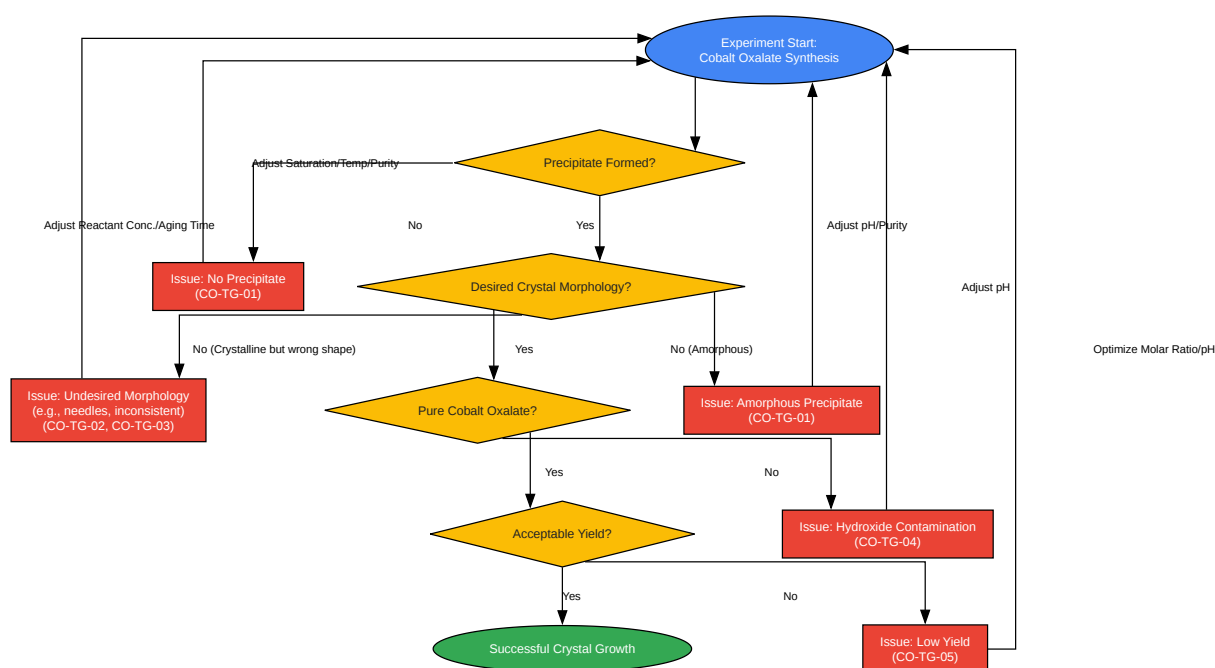 Experiment Start:
Cobalt Oxalate Synthesis
Precipitate Formed?
Adjust Saturation/Temp/Purity
Adjust Reactant Conc./Aging Time
No
Yes
Adjust pH/Purity
Issue: No Precipitate
(CO-TG-01)
Desired Crystal Morphology?
Adjust pH
No (Crystalline but wrong shape)
Yes
No (Amorphous)
Optimize Molar Ratio/pH
Issue: Undesired Morphology
(e.g., needles, inconsistent)
(CO-TG-02, CO-TG-03)
Pure Cobalt Oxalate?
Issue: Amorphous Precipitate
(CO-TG-01)
Yes
No
Acceptable Yield?
Issue: Hydroxide Contamination
(CO-TG-04)
Yes
No
Successful Crystal Growth
Issue: Low Yield
(CO-TG-05)